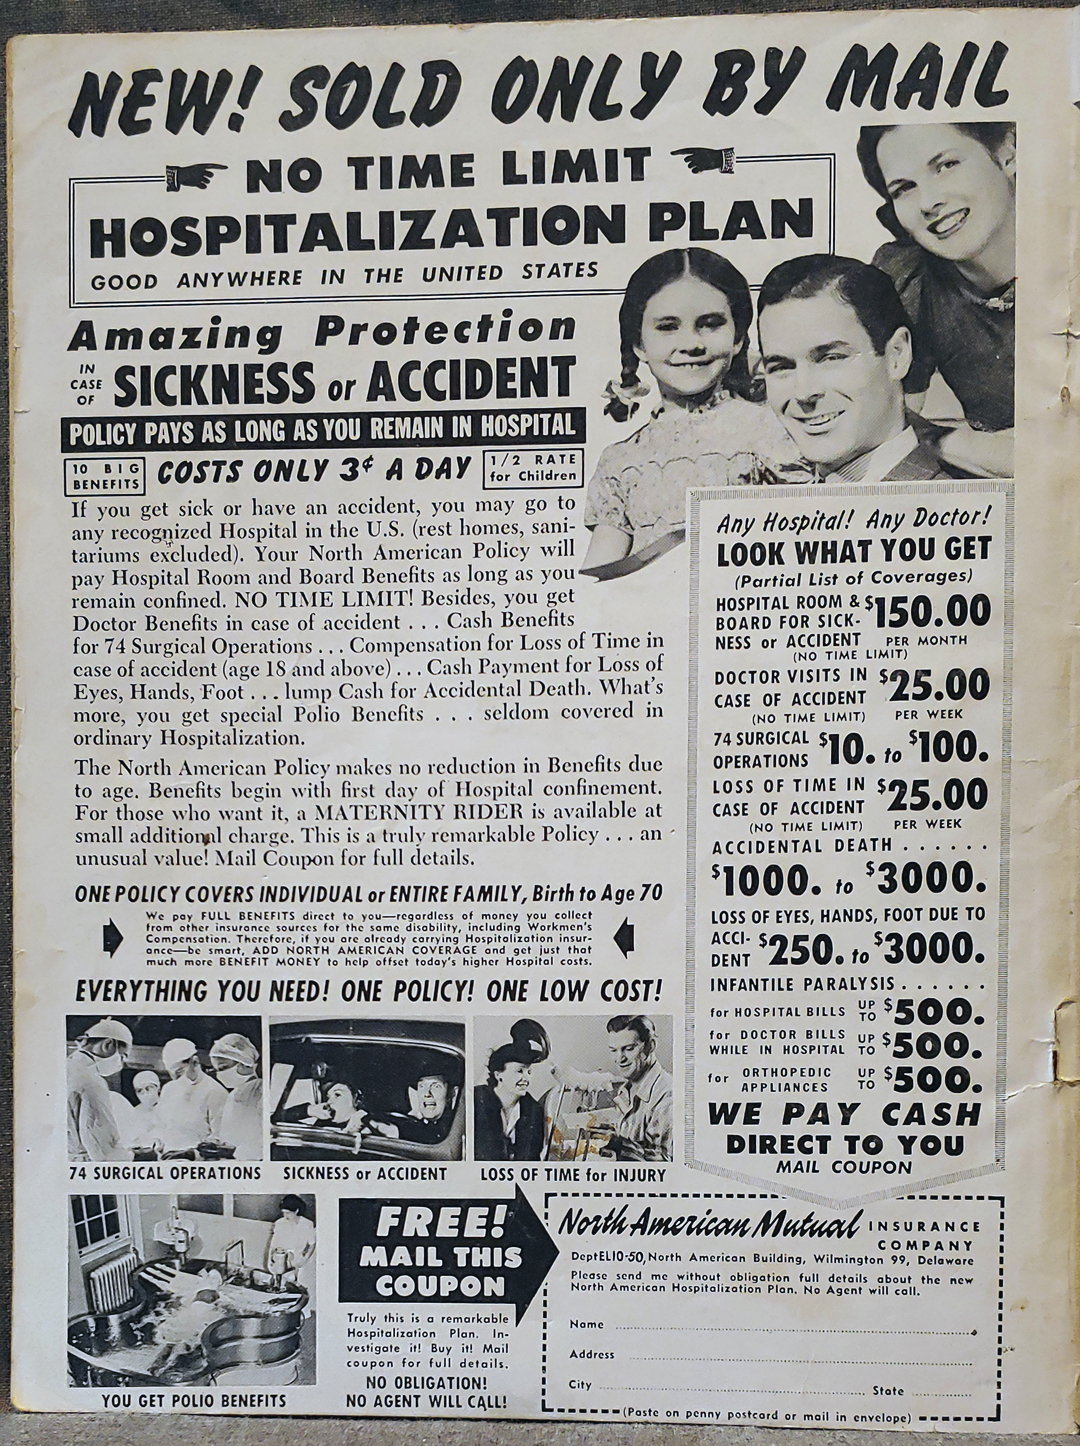 NEW! SOLD ONLY BY MAIL
NO TIME LIMIT
HOSPITALIZATION PLAN
GOOD ANYWHERE IN THE UNITED STATES
Amazing Protection
IN CASE OF SICKNESS or ACCIDENT
POLICY PAYS AS LONG AS YOU REMAIN IN HOSPITAL
10 BIG BENEFITS
COSTS ONLY 3¢ A DAY
1/2 RATE for Children
If you get sick or have an accident, you may go to
any recognized Hospital in the U.S. (rest homes, sani-
tariums excluded). Your North American Policy will
pay Hospital Room and Board Benefits as long as you
remain confined. NO TIME LIMIT! Besides, you get
Doctor Benefits in case of accident . . . Cash Benefits
for 74 Surgical Operations . . . Compensation for Loss of Time in
case of accident (age 18 and above) . . . Cash Payment for Loss of
Eyes, Hands, Foot . . . lump Cash for Accidental Death. What's
more, you get special Polio Benefits . . . seldom covered in
ordinary Hospitalization.
The North American Policy makes no reduction in Benefits due
to age. Benefits begin with first day of Hospital confinement.
For those who want it, a MATERNITY RIDER is available at
small additional charge. This is a truly remarkable Policy . . . an
unusual value! Mail Coupon for full details.
ONE POLICY COVERS INDIVIDUAL or ENTIRE FAMILY, Birth to Age 70
We pay FULL BENEFITS direct to you—regardless of money you collect
from other insurance sources for the same disability, including Workmen's
Compensation. Therefore, if you are already carrying Hospitalization insur-
ance—be smart, ADD NORTH AMERICAN COVERAGE and get just that
much more BENEFIT MONEY to help offset today's higher Hospital costs.
EVERYTHING YOU NEED! ONE POLICY! ONE LOW COST!
74 SURGICAL OPERATIONS
SICKNESS or ACCIDENT
LOSS OF TIME for INJURY
Any Hospital! Any Doctor!
LOOK WHAT YOU GET
(Partial List of Coverages)
HOSPITAL ROOM &
BOARD FOR SICK-
NESS or ACCIDENT
(NO TIME LIMIT)
$150.00
PER MONTH
DOCTOR VISITS IN
CASE OF ACCIDENT
(NO TIME LIMIT)
$25.00
PER WEEK
74 SURGICAL
OPERATIONS
$10. to $100.
LOSS OF TIME IN
CASE OF ACCIDENT
(NO TIME LIMIT)
$25.00
PER WEEK
ACCIDENTAL DEATH . . . . . .
$1000. to $3000.
LOSS OF EYES, HANDS, FOOT DUE TO
ACCI-
DENT
$250. to $3000.
INFANTILE PARALYSIS . . . . . .
for HOSPITAL BILLS UP TO $500.
for DOCTOR BILLS
WHILE IN HOSPITAL UP TO $500.
for ORTHOPEDIC
APPLIANCES UP TO $500.
WE PAY CASH
DIRECT TO YOU
MAIL COUPON
YOU GET POLIO BENEFITS
FREE!
MAIL THIS
COUPON
Truly this is a remarkable
Hospitalization Plan. In-
vestigate it! Buy it! Mail
coupon for full details.
NO OBLIGATION!
NO AGENT WILL CALL!
North American Mutual INSURANCE
COMPANY
Dept EL10-50, North American Building, Wilmington 99, Delaware
Please send me without obligation full details about the new
North American Hospitalization Plan. No Agent will call.
Name
Address
City State
(Paste on penny postcard or mail in envelope)